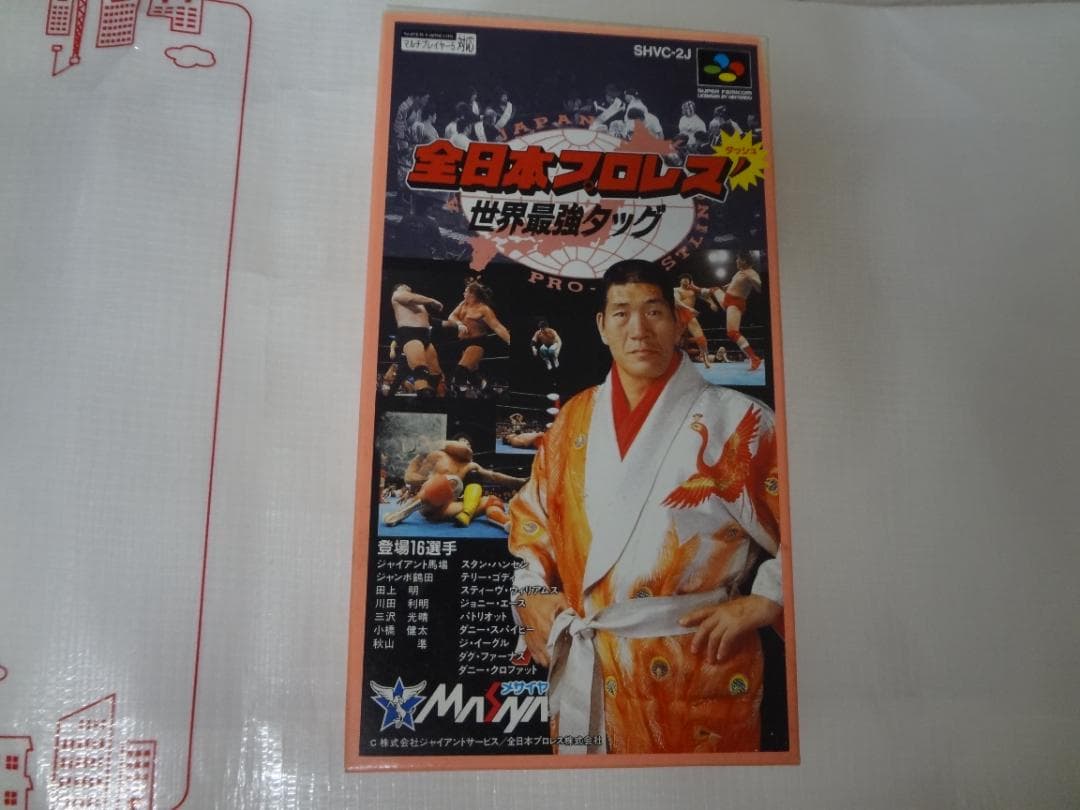 マルチプレイヤー5対応
SHVC-2J
SUPER FAMICOM
LICENSED BY NINTENDO
JAPAN
全日本プロレス'
ダッシュ
世界最強タッグ
PRO-
STLIN
登場16選手
ジャイアント馬場 スタン・ハンセン
ジャンボ鶴田 テリー・ゴディ
田上 明 スティーヴ・ウィリアムス
川田 利明 ジョニー・エース
三沢 光晴 パトリオット
小橋 健太 ダニー・スパイビー
秋山 準 ジ・イーグル
ダグ・ファーナス
ダニー・クロファット
メサイヤ
MASAYA
© 株式会社ジャイアントサービス/全日本プロレス株式会社